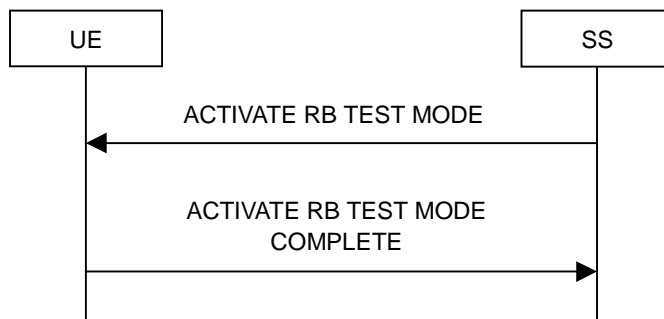 UE
SS
ACTIVATE RB TEST MODE
ACTIVATE RB TEST MODE
COMPLETE